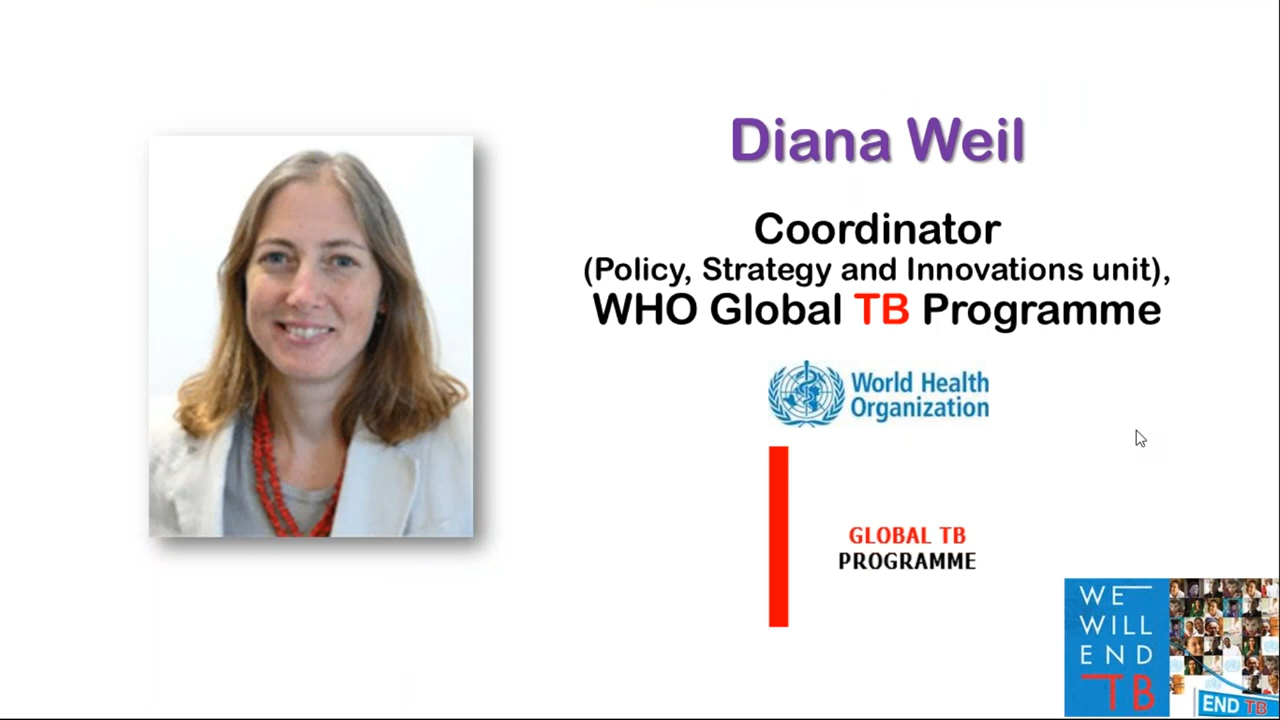 Diana Weil
Coordinator
(Policy, Strategy and Innovations unit),
WHO Global TB Programme
World Health
Organization
GLOBAL TB
PROGRAMME
WE
WILL
END
TB
END TB